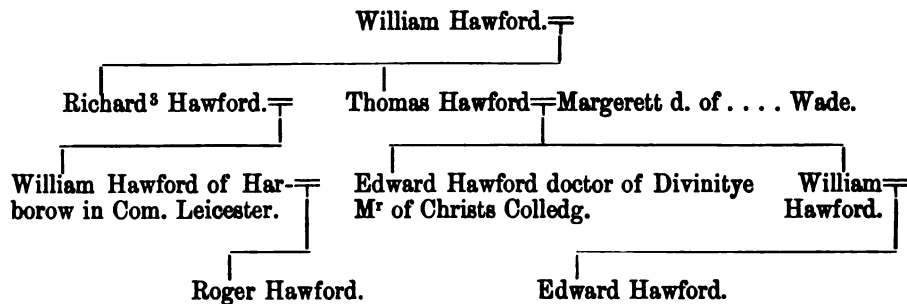 William Hawford.
Richard³ Hawford. Thomas Hawford Margerett d. of . . . . Wade.
William Hawford of Har-
borow in Com. Leicester.
Edward Hawford doctor of Divinitye
Mʳ of Christs Colledg.
William
Hawford.
Roger Hawford. Edward Hawford.